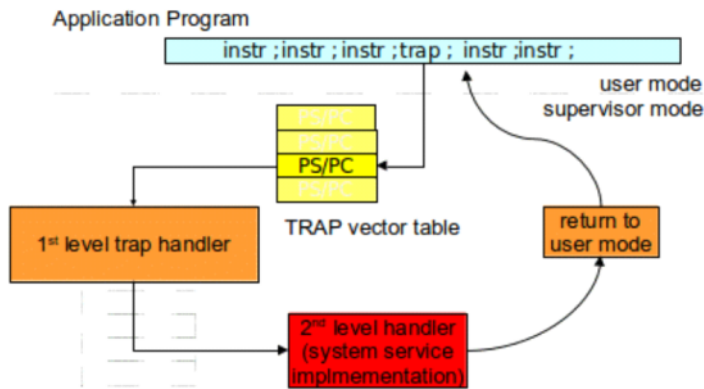 Application Program
instr ; instr ; instr ; trap ; instr ; instr ;
user mode
supervisor mode
PS/PC
PS/PC
PS/PC
PS/PC
TRAP vector table
1st level trap handler
return to
user mode
2nd level handler
(system service
implmementation)